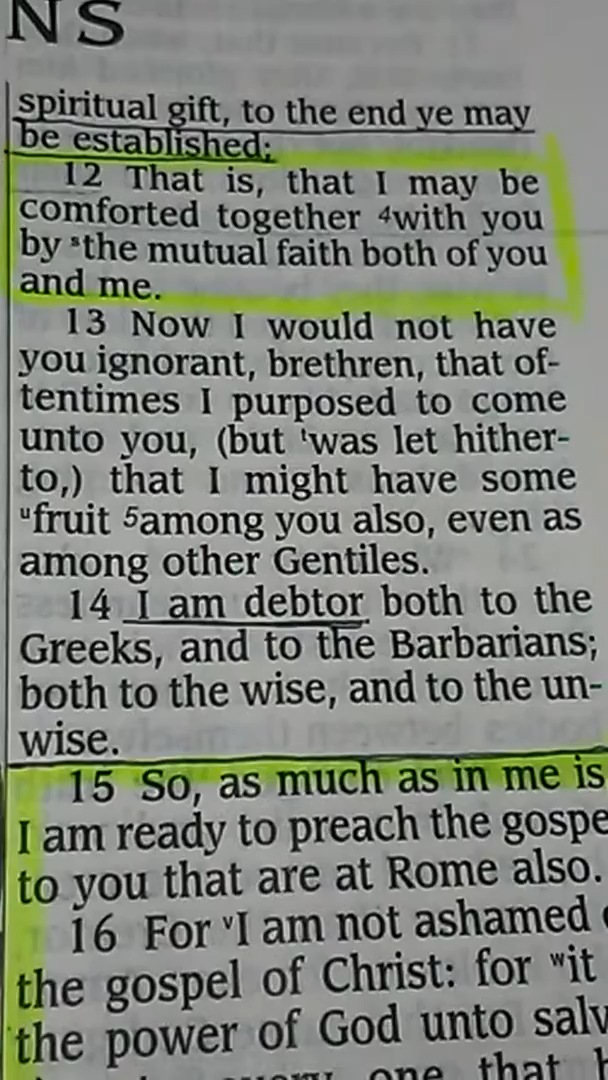 NS
spiritual gift, to the end ye may
be established;
12 That is, that I may be
comforted together 4with you
by sthe mutual faith both of you
and me.
13 Now I would not have
you ignorant, brethren, that of-
tentimes I purposed to come
unto you, (but twas let hither-
to,) that I might have some
ufruit 5among you also, even as
among other Gentiles.
14 I am debtor both to the
Greeks, and to the Barbarians;
both to the wise, and to the un-
wise.
15 So, as much as in me is
I am ready to preach the gospe
to you that are at Rome also.
16 For vI am not ashamed
the gospel of Christ: for wit
the power of God unto salv
one that